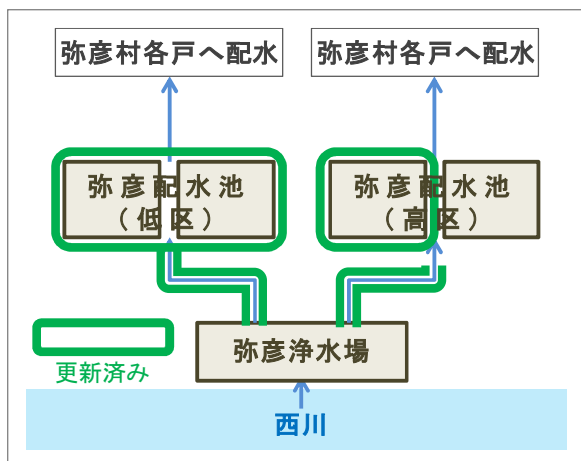 弥彦村各戸へ配水
弥彦村各戸へ配水
弥彦配水池
（低区）
弥彦配水池
（高区）
弥彦浄水場
更新済み
西川